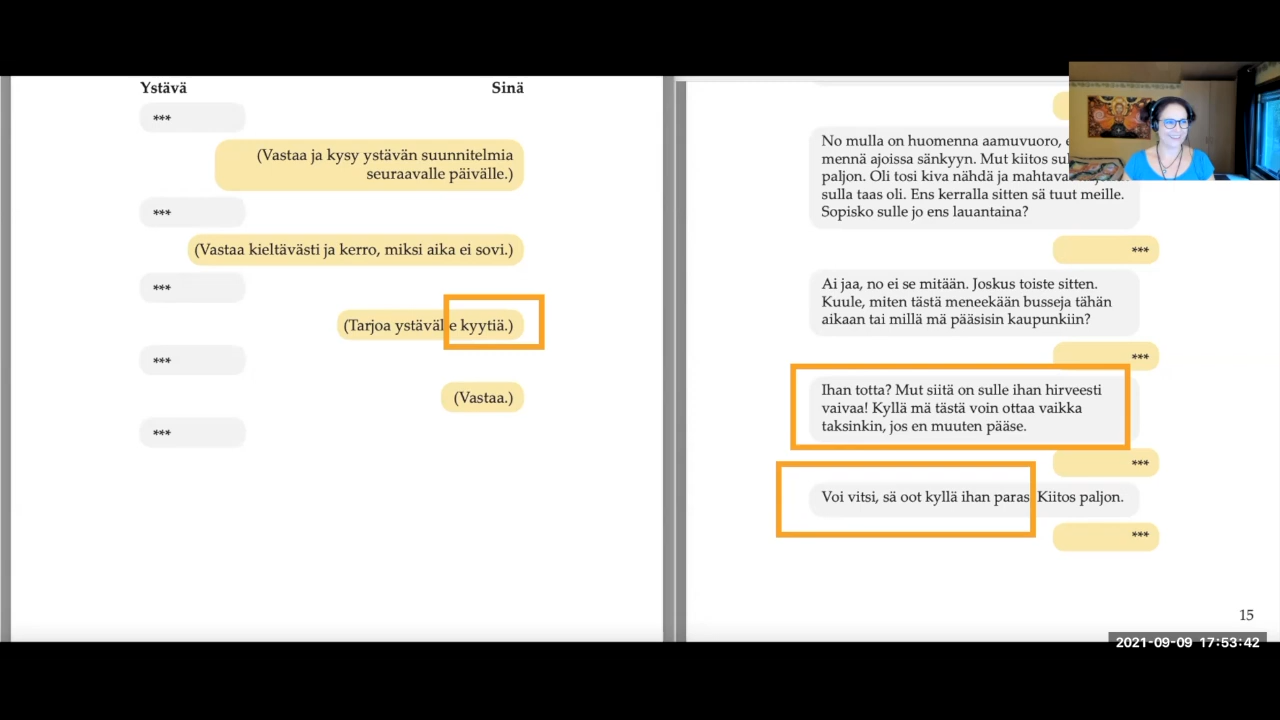 Ystävä
Sinä
***
(Vastaa ja kysy ystävän suunnitelmia
seuraavalle päivälle.)
***
(Vastaa kieltävästi ja kerro, miksi aika ei sovi.)
***
(Tarjoa ystävälle kyytiä.)
***
(Vastaa.)
***
No mulla on huomenna aamuvuoro,
mennä ajoissa sänkyyn. Mut kiitos
paljon. Oli tosi kiva nähdä ja
sulla taas oli. Ens kerralla sitten sä tuut meille.
Sopisko sulle jo ens lauantaina?
***
Ai jaa, no ei se mitään. Joskus toiste sitten.
Kuule, miten tästä meneekään busseja tähän
aikaan tai millä mä pääsisin kaupunkiin?
***
Ihan totta? Mut siitä on sulle ihan hirveesti
vaivaa! Kyllä mä tästä voin ottaa vaikka
taksinkin, jos en muuten pääse.
***
Voi vitsi, sä oot kyllä ihan paras Kiitos paljon.
***
15
2021-09-09 17:53:42